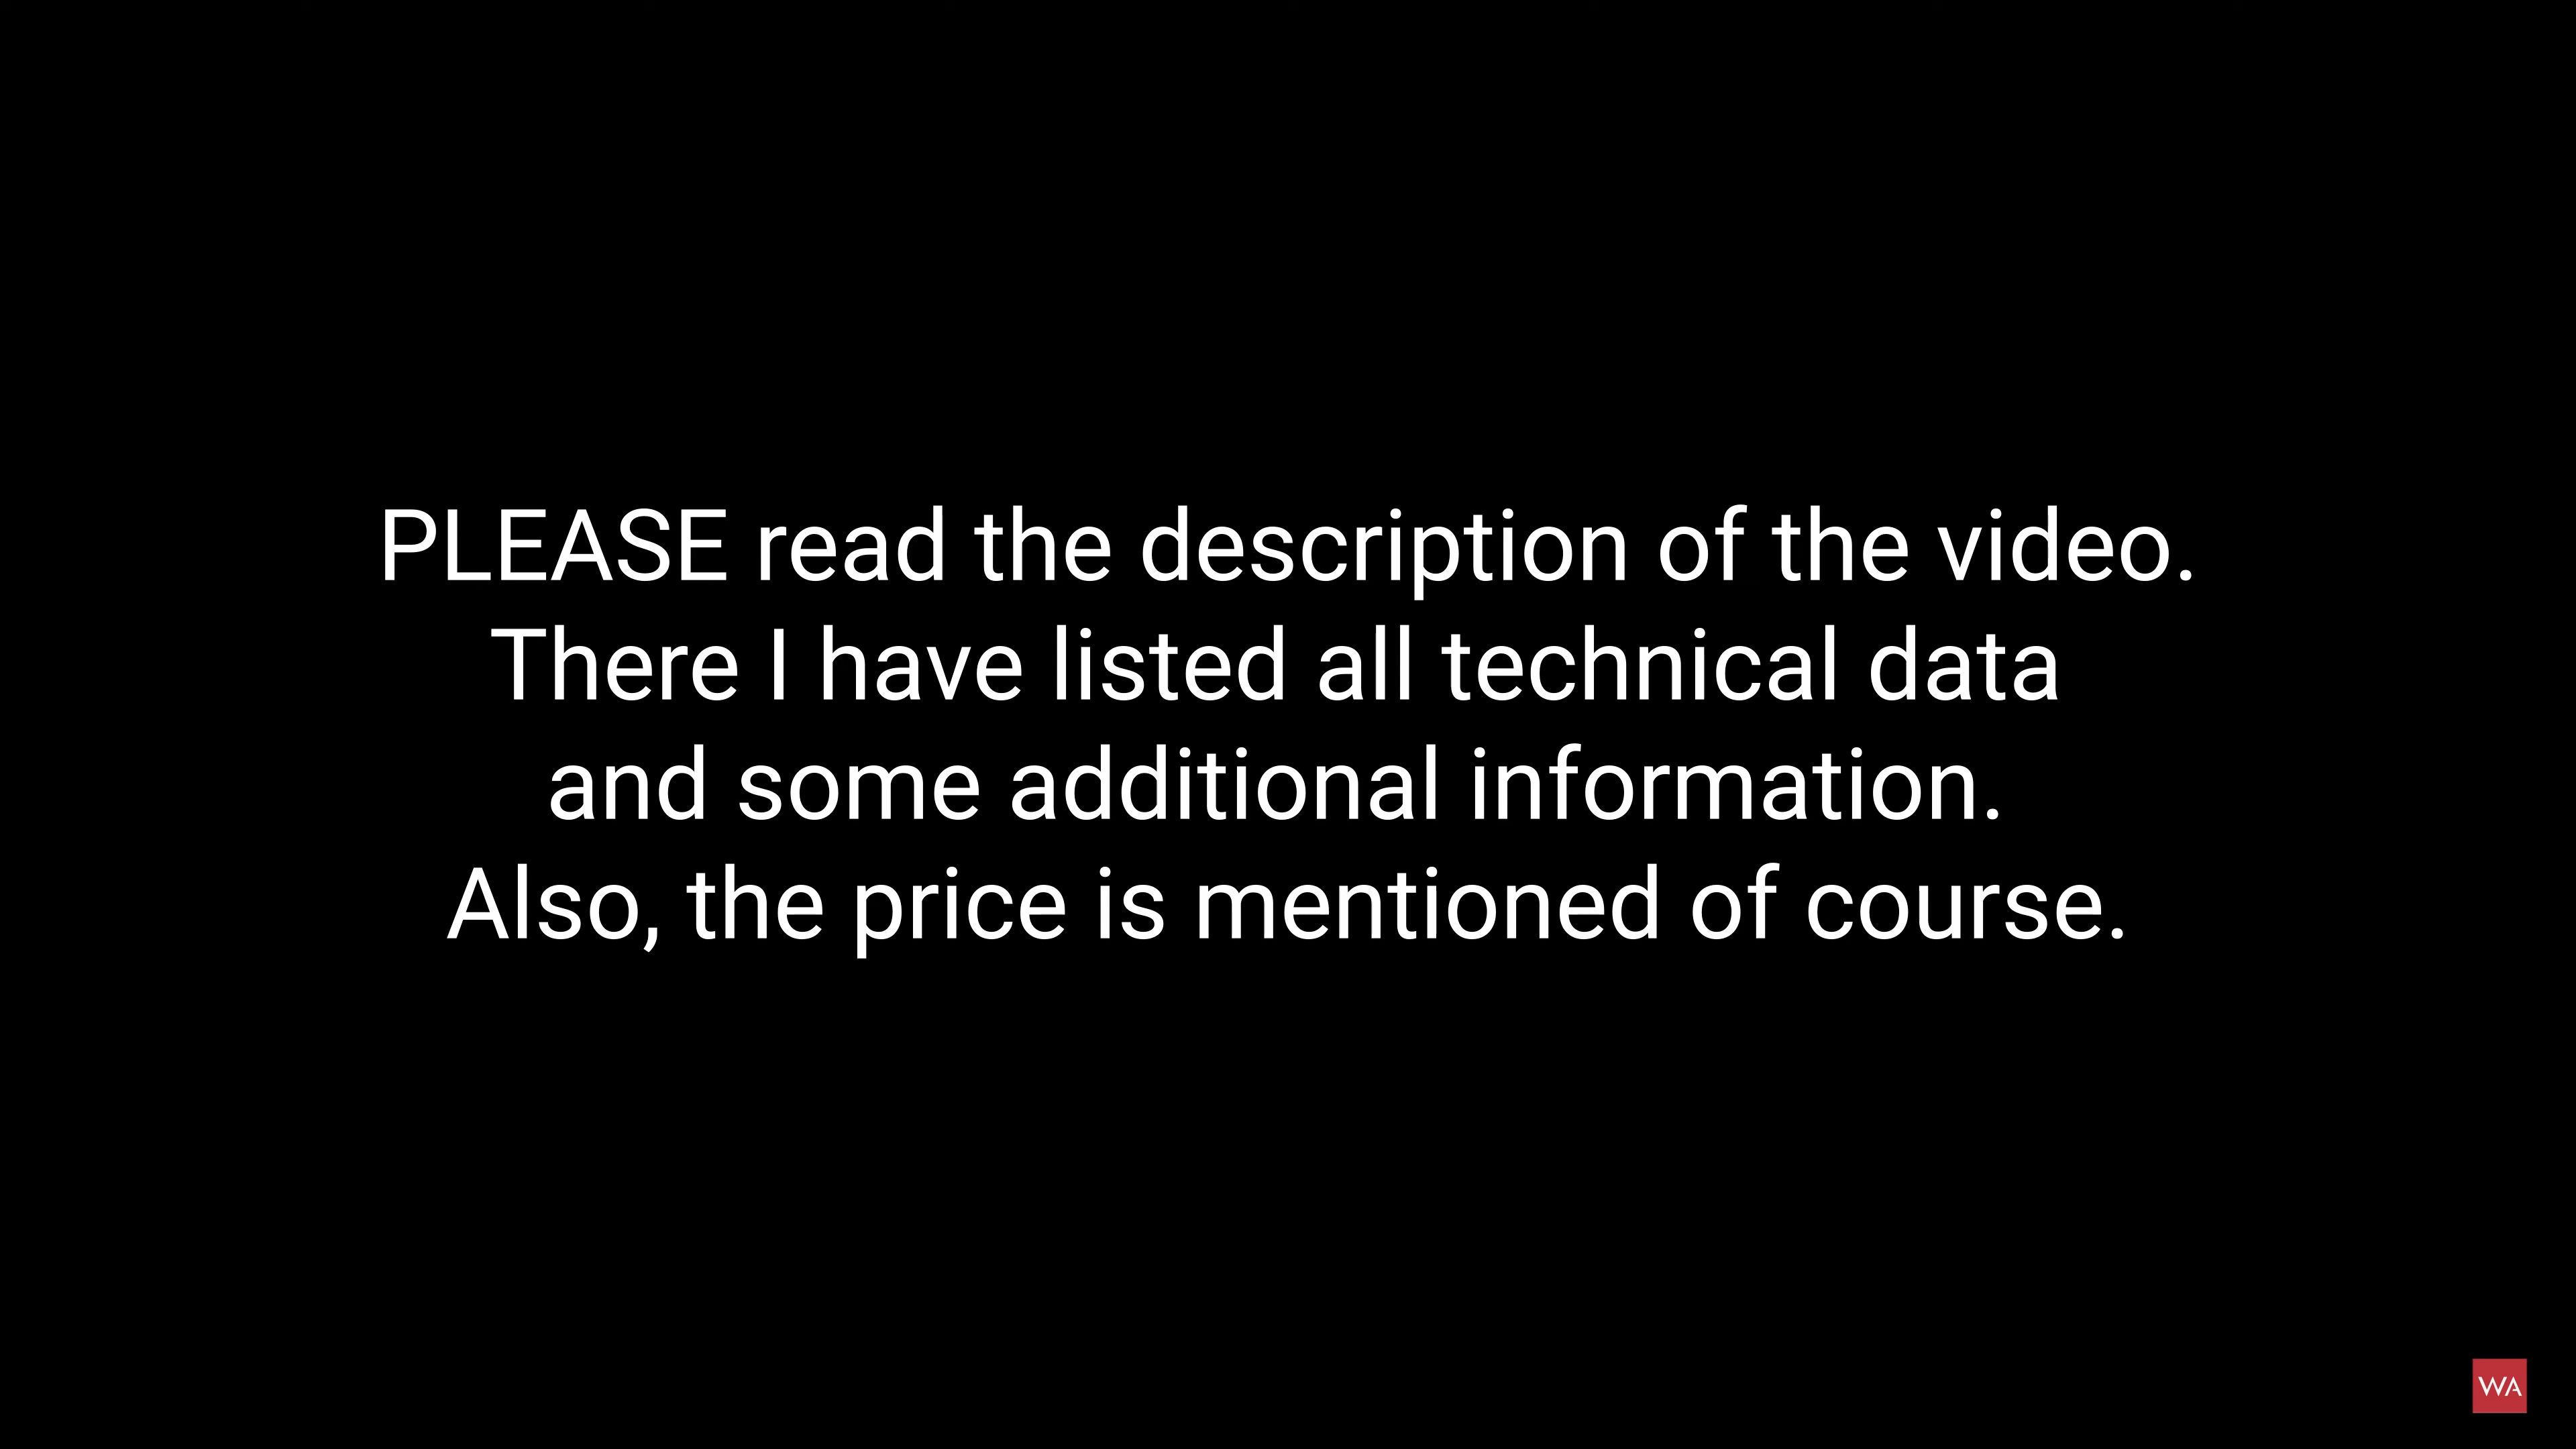 PLEASE read the description of the video.
There I have listed all technical data
and some additional information.
Also, the price is mentioned of course.
WA